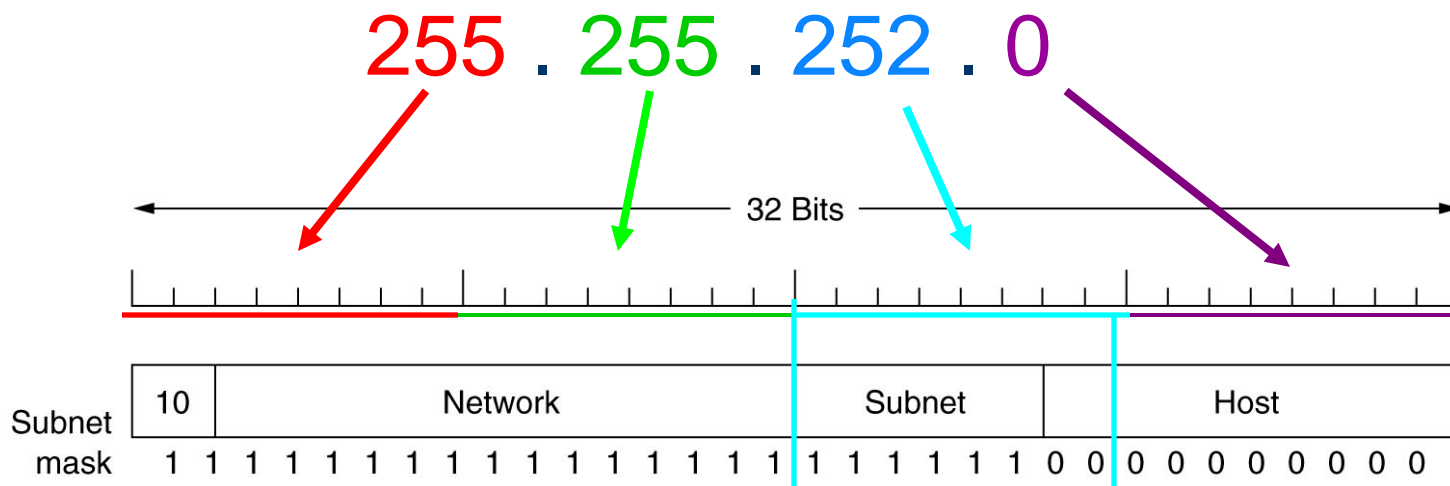 255 . 255 . 252 . 0
32 Bits
10 Network Subnet Host
Subnet
mask 1 1 1 1 1 1 1 1 1 1 1 1 1 1 1 1 1 1 1 1 1 1 0 0 0 0 0 0 0 0 0 0